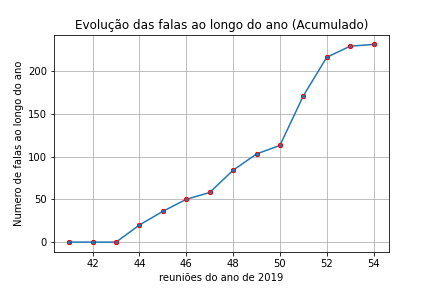 Evolução das falas ao longo do ano (Acumulado)
Numero de falas ao longo do ano
200
150
100
50
0
42 44 46 48 50 52 54
reuniões do ano de 2019